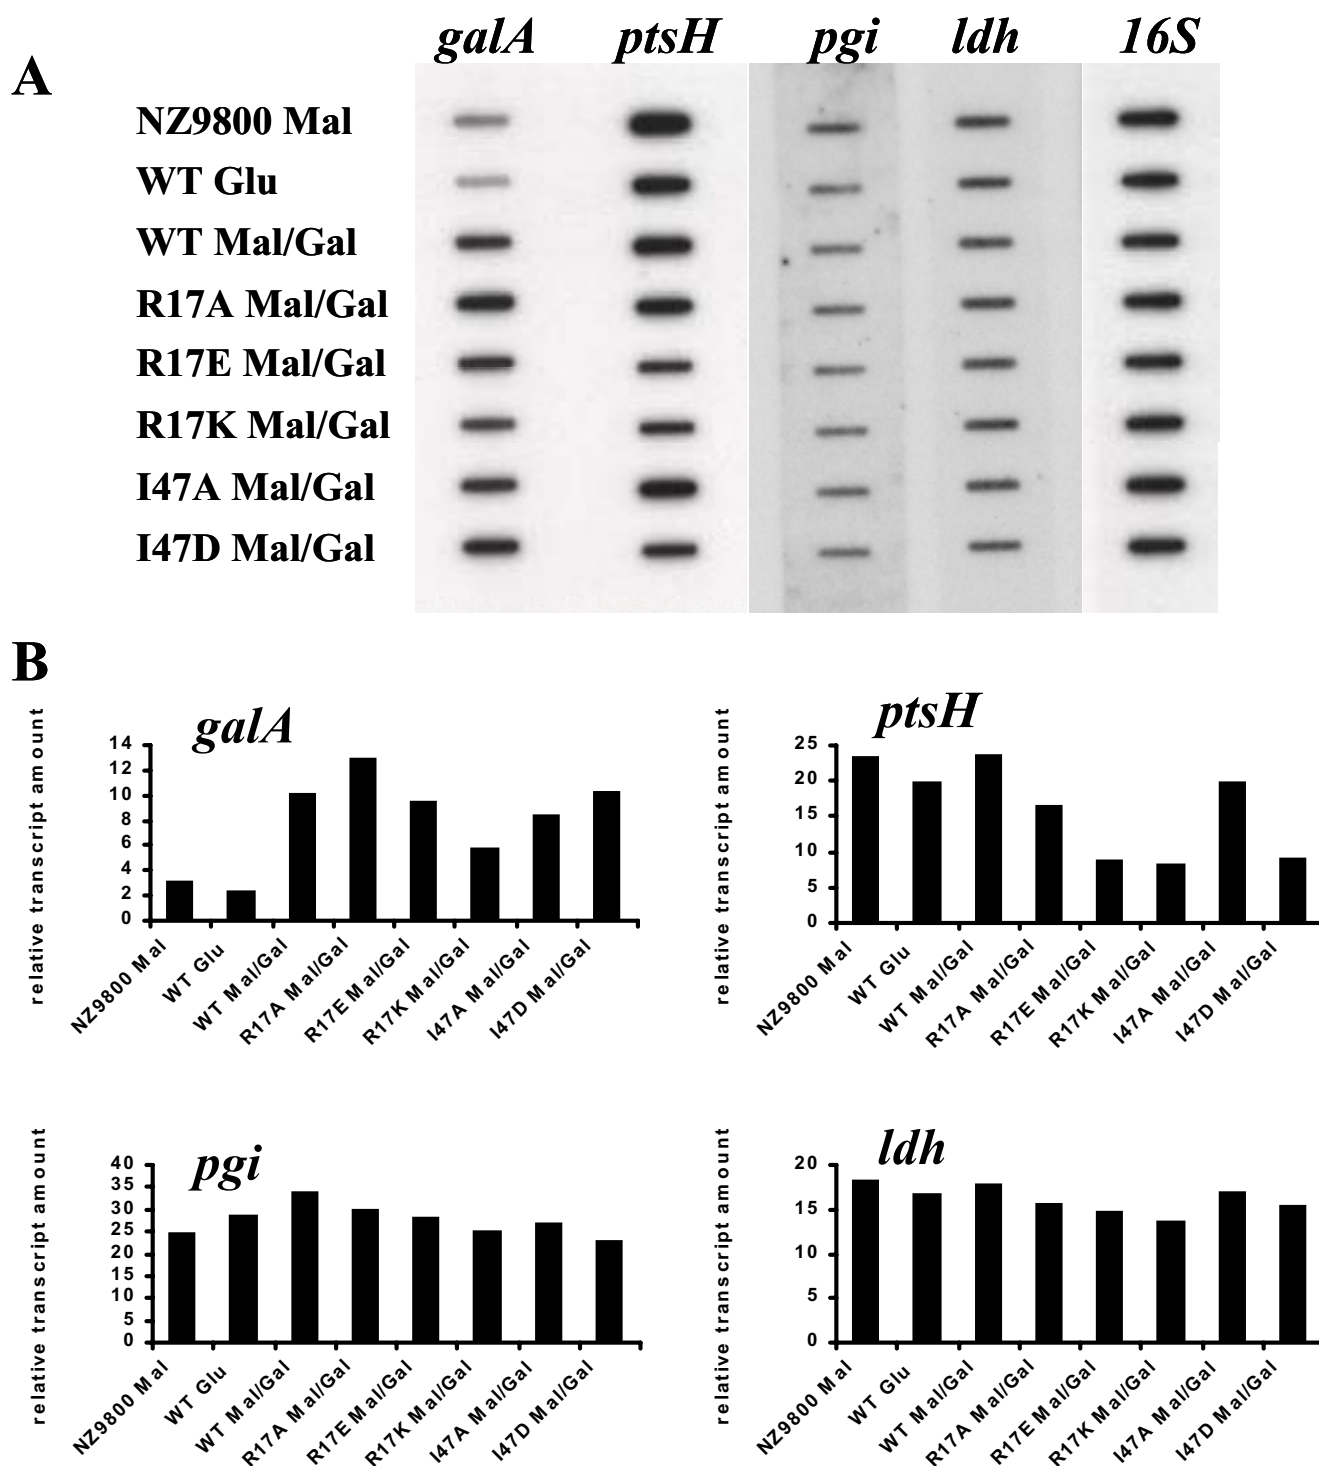 A
galA ptsH pgi ldh 16S
NZ9800 Mal
WT Glu
WT Mal/Gal
R17A Mal/Gal
R17E Mal/Gal
R17K Mal/Gal
I47A Mal/Gal
I47D Mal/Gal
B
galA
relative transcript amount
14
12
10
8
6
4
2
0
NZ9800 Mal
WT Glu
WT Mal/Gal
R17A Mal/Gal
R17E Mal/Gal
R17K Mal/Gal
I47A Mal/Gal
I47D Mal/Gal
ptsH
relative transcript amount
25
20
15
10
5
0
NZ9800 Mal
WT Glu
WT Mal/Gal
R17A Mal/Gal
R17E Mal/Gal
R17K Mal/Gal
I47A Mal/Gal
I47D Mal/Gal
pgi
relative transcript amount
40
35
30
25
20
15
10
5
0
NZ9800 Mal
WT Glu
WT Mal/Gal
R17A Mal/Gal
R17E Mal/Gal
R17K Mal/Gal
I47A Mal/Gal
I47D Mal/Gal
ldh
relative transcript amount
20
15
10
5
0
NZ9800 Mal
WT Glu
WT Mal/Gal
R17A Mal/Gal
R17E Mal/Gal
R17K Mal/Gal
I47A Mal/Gal
I47D Mal/Gal